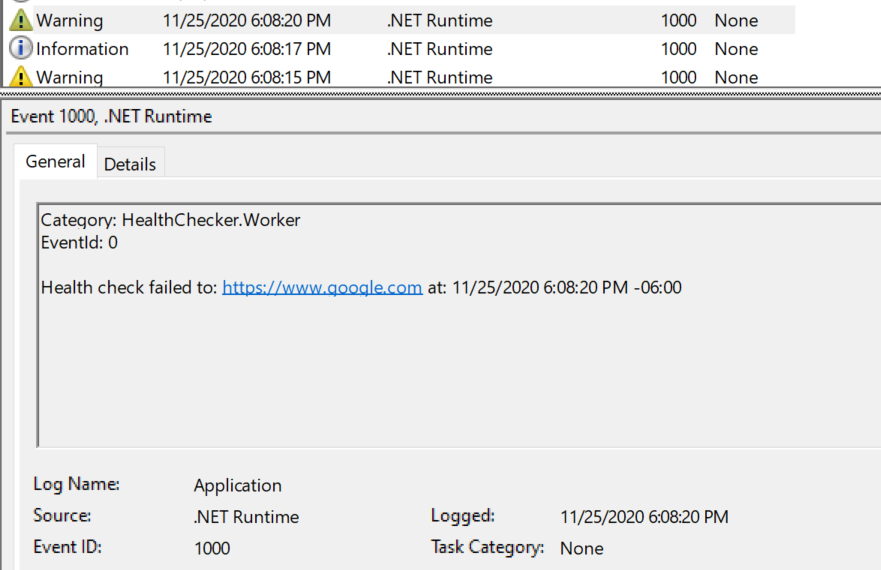 Warning 11/25/2020 6:08:20 PM .NET Runtime 1000 None
Information 11/25/2020 6:08:17 PM .NET Runtime 1000 None
Warning 11/25/2020 6:08:15 PM .NET Runtime 1000 None
Event 1000, .NET Runtime
General Details
Category: HealthChecker.Worker
EventId: 0
Health check failed to: https://www.google.com at: 11/25/2020 6:08:20 PM -06:00
Log Name: Application
Source: .NET Runtime Logged: 11/25/2020 6:08:20 PM
Event ID: 1000 Task Category: None